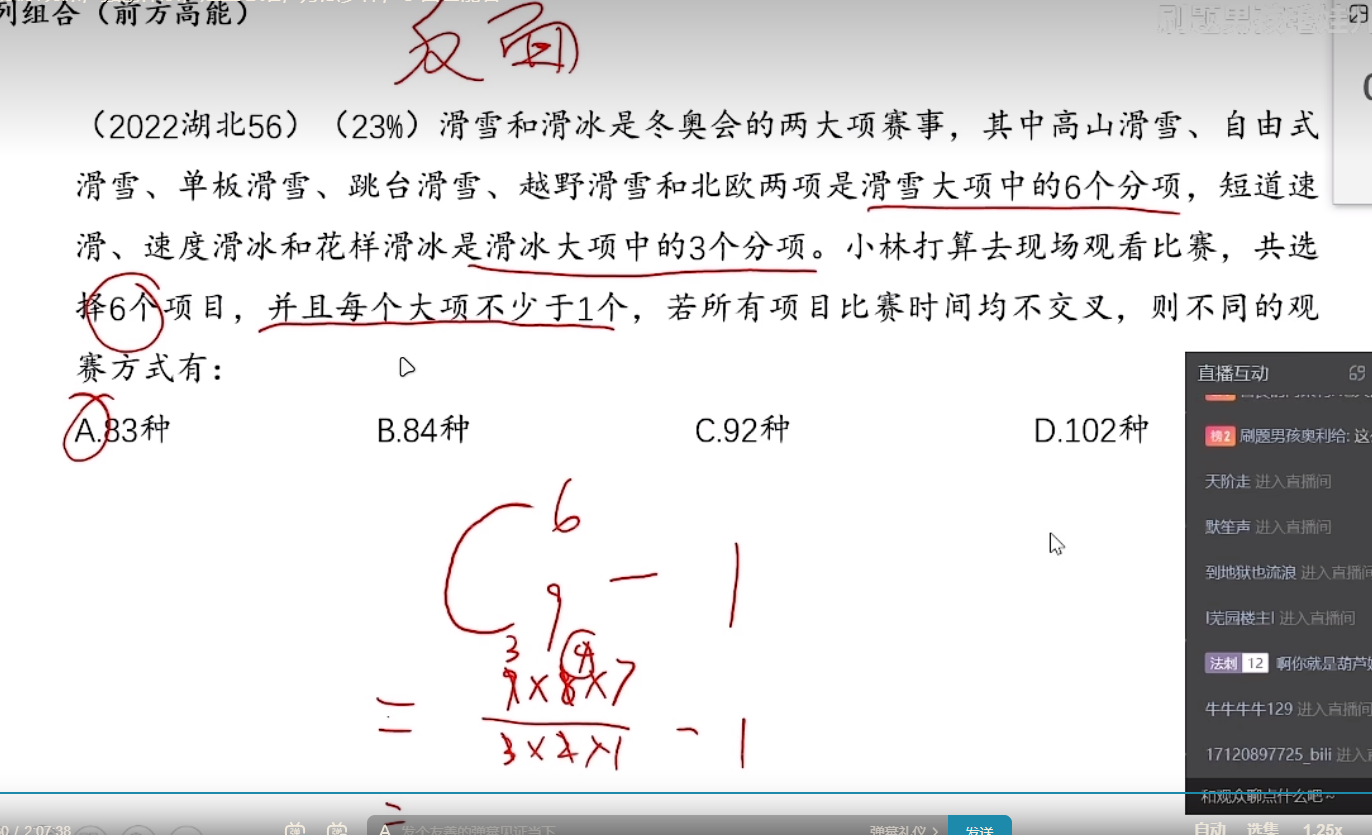 列组合（前方高能）
反面
（2022湖北56）（23%）滑雪和滑冰是冬奥会的两大项赛事，其中高山滑雪、自由式
滑雪、单板滑雪、跳台滑雪、越野滑雪和北欧两项是滑雪大项中的6个分项，短道速
滑、速度滑冰和花样滑冰是滑冰大项中的3个分项。小林打算去现场观看比赛，共选
择6个项目，并且每个大项不少于1个，若所有项目比赛时间均不交叉，则不同的观
赛方式有：
A.83种 B.84种 C.92种 D.102种
C 6 9 - 1
3 4
= 9×8×7 - 1
3×2×1
=
直播互动
榜2 刷题男孩奥利给: 这
天阶走 进入直播间
默笙声 进入直播间
到地狱也流浪 进入直播间
进入直播间
法刺 12 啊你就是葫芦
牛牛牛牛129 进入直播间
17120897725_bili 进入
和观众聊点什么吧~
0 / 2:07:38
发个友善的弹幕见证当下
弹幕礼仪 >
发送
自动 选集 1.25x